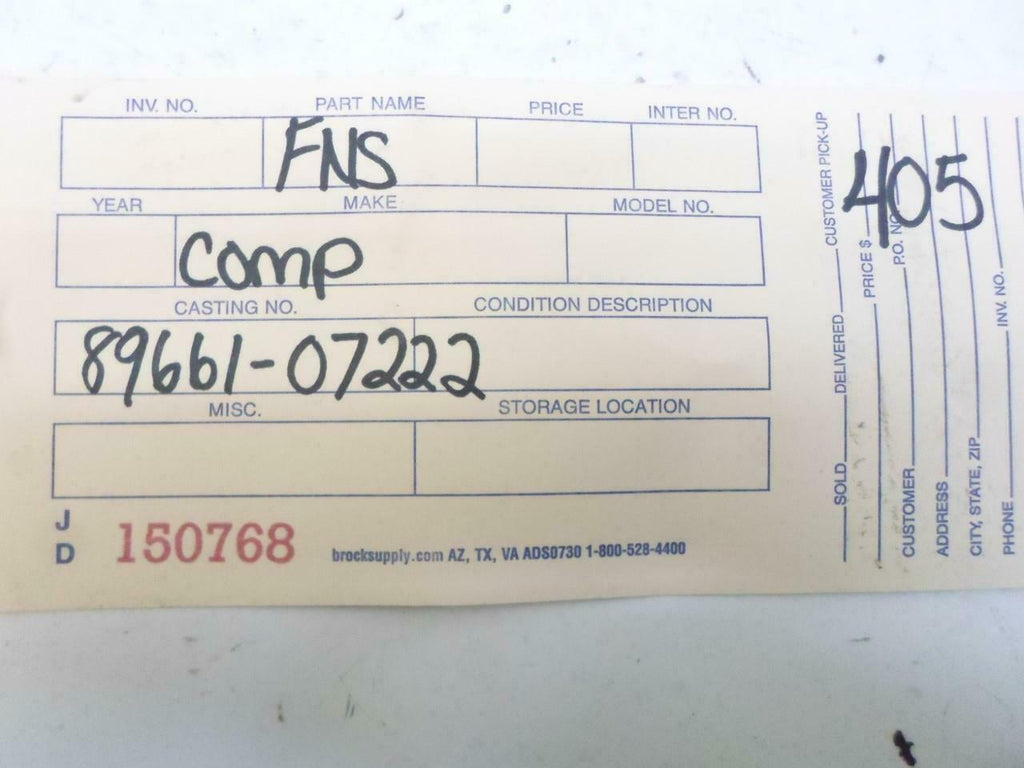 INV. NO. PART NAME PRICE INTER NO.
FNS
YEAR MAKE MODEL NO.
Comp
CASTING NO. CONDITION DESCRIPTION
89661-07222
MISC. STORAGE LOCATION
J
D
150768 brocksupply.com AZ, TX, VA ADS0730 1-800-528-4400
405
SOLD DELIVERED CUSTOMER PICK-UP
PRICE $
CUSTOMER P.O. NO.
ADDRESS
CITY, STATE, ZIP
PHONE INV. NO.